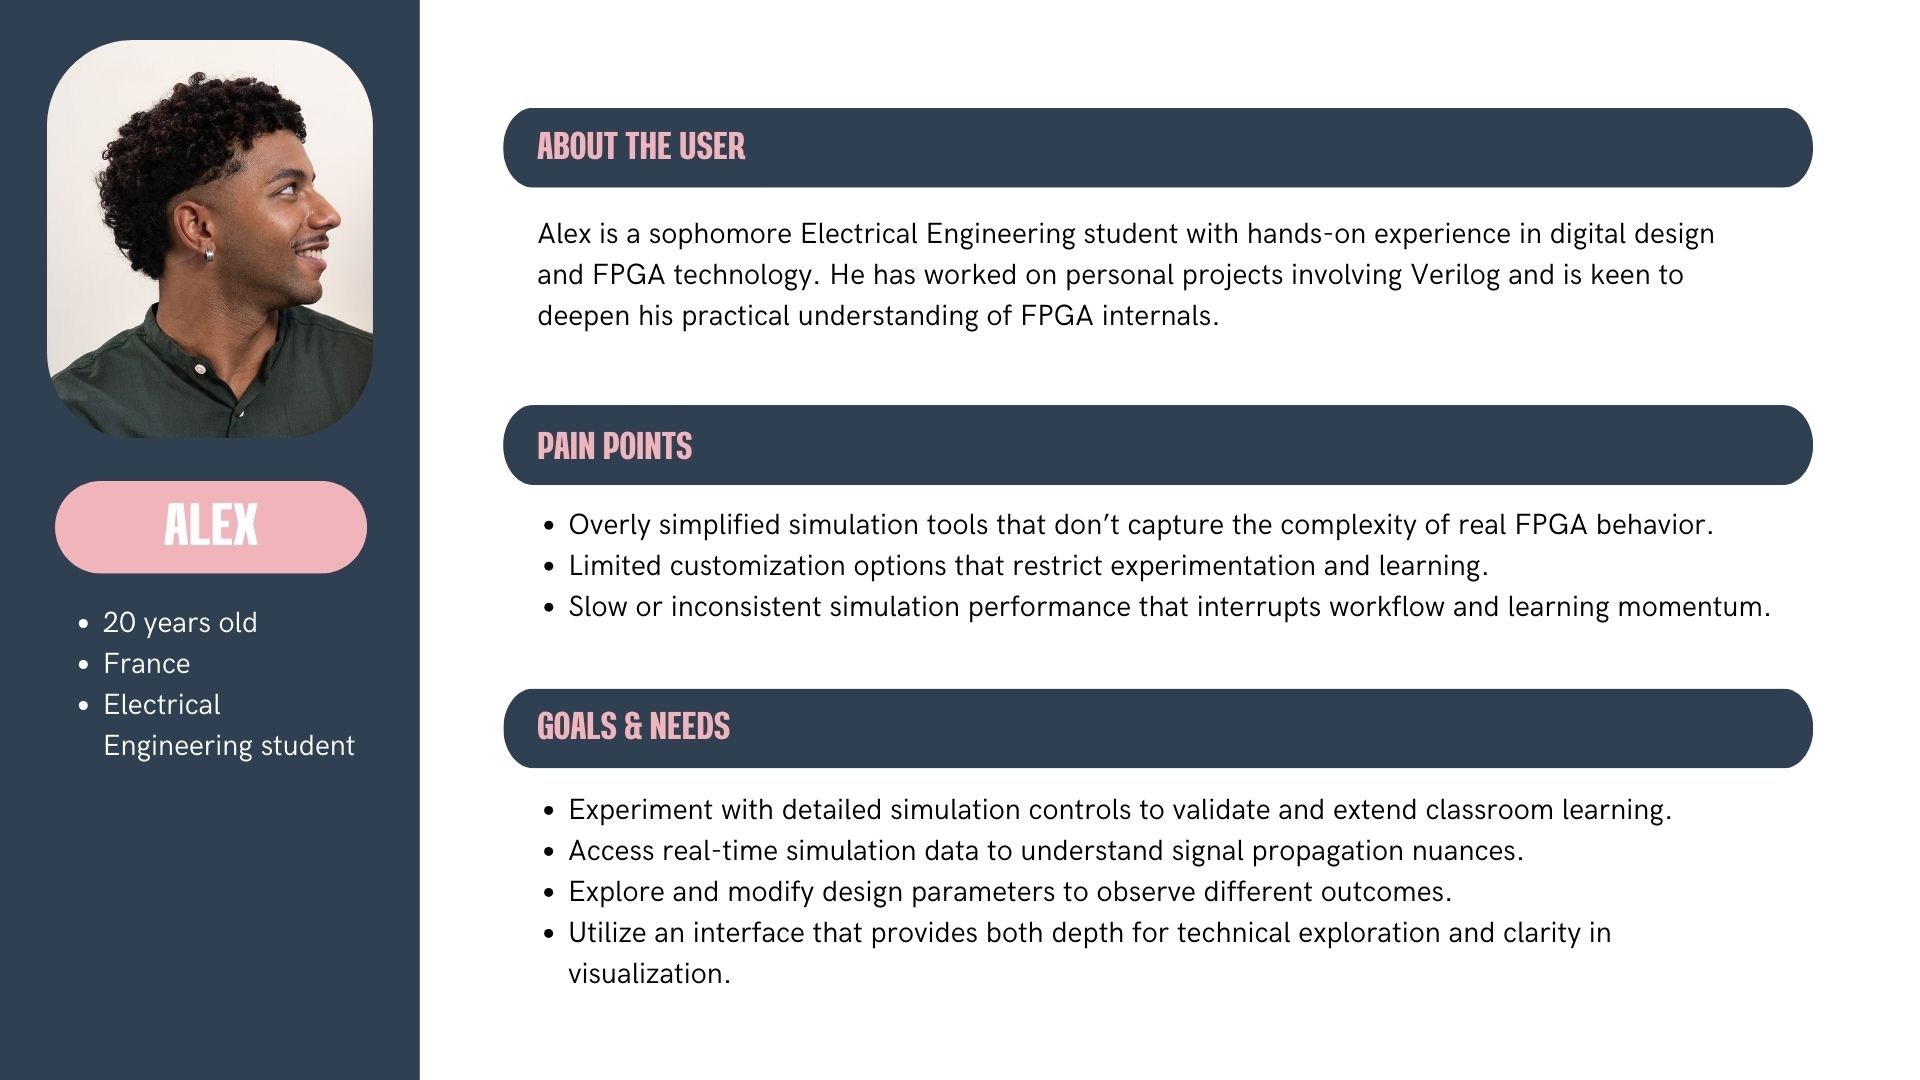 ALEX
• 20 years old
• France
• Electrical
Engineering student
ABOUT THE USER
Alex is a sophomore Electrical Engineering student with hands-on experience in digital design
and FPGA technology. He has worked on personal projects involving Verilog and is keen to
deepen his practical understanding of FPGA internals.
PAIN POINTS
• Overly simplified simulation tools that don’t capture the complexity of real FPGA behavior.
• Limited customization options that restrict experimentation and learning.
• Slow or inconsistent simulation performance that interrupts workflow and learning momentum.
GOALS & NEEDS
• Experiment with detailed simulation controls to validate and extend classroom learning.
• Access real-time simulation data to understand signal propagation nuances.
• Explore and modify design parameters to observe different outcomes.
• Utilize an interface that provides both depth for technical exploration and clarity in
visualization.